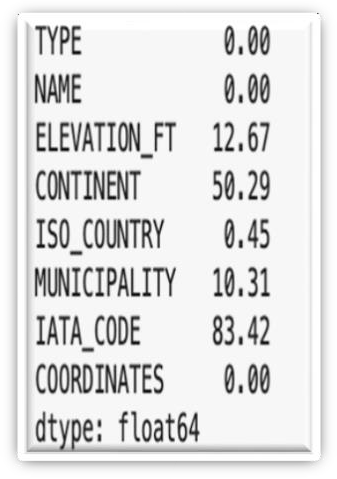 TYPE 0.00
NAME 0.00
ELEVATION_FT 12.67
CONTINENT 50.29
ISO_COUNTRY 0.45
MUNICIPALITY 10.31
IATA_CODE 83.42
COORDINATES 0.00
dtype: float64